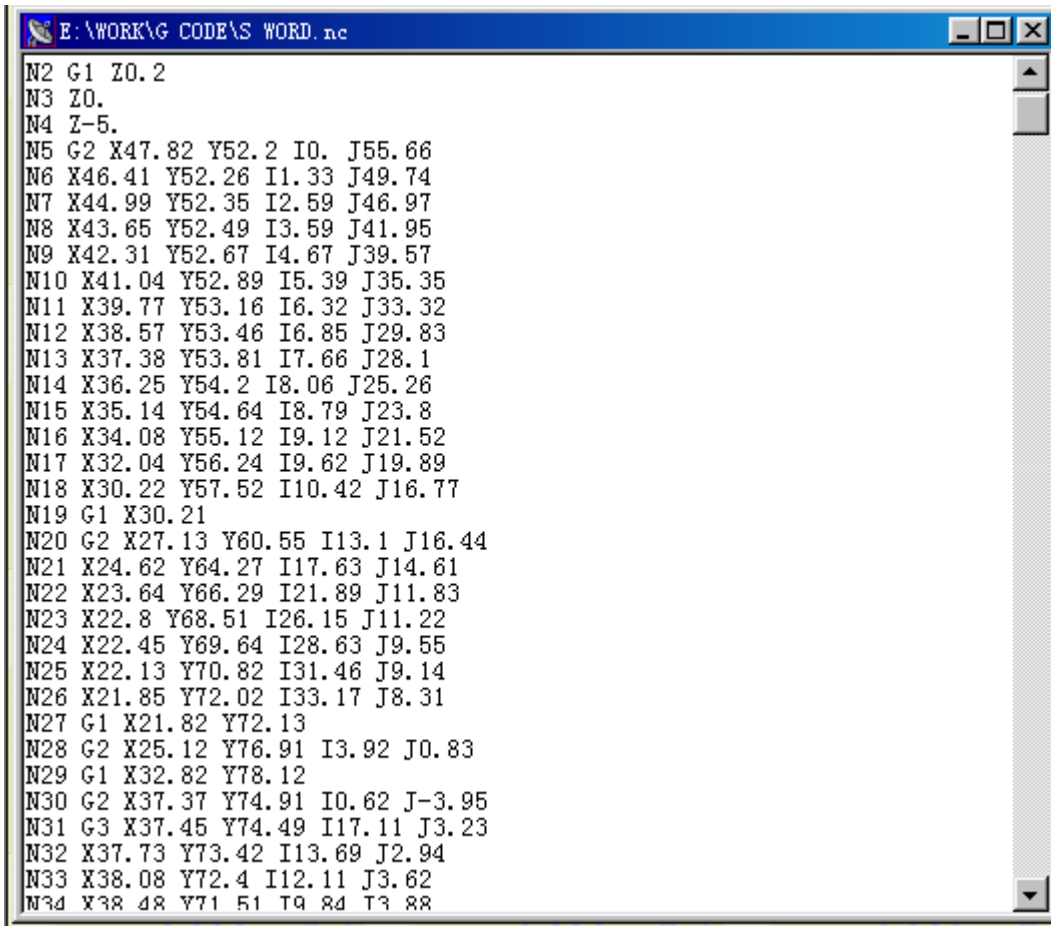 E:\WORK\G CODE\S WORD.nc
N2 G1 Z0.2
N3 Z0.
N4 Z-5.
N5 G2 X47.82 Y52.2 I0. J55.66
N6 X46.41 Y52.26 I1.33 J49.74
N7 X44.99 Y52.35 I2.59 J46.97
N8 X43.65 Y52.49 I3.59 J41.95
N9 X42.31 Y52.67 I4.67 J39.57
N10 X41.04 Y52.89 I5.39 J35.35
N11 X39.77 Y53.16 I6.32 J33.32
N12 X38.57 Y53.46 I6.85 J29.83
N13 X37.38 Y53.81 I7.66 J28.1
N14 X36.25 Y54.2 I8.06 J25.26
N15 X35.14 Y54.64 I8.79 J23.8
N16 X34.08 Y55.12 I9.12 J21.52
N17 X32.04 Y56.24 I9.62 J19.89
N18 X30.22 Y57.52 I10.42 J16.77
N19 G1 X30.21
N20 G2 X27.13 Y60.55 I13.1 J16.44
N21 X24.62 Y64.27 I17.63 J14.61
N22 X23.64 Y66.29 I21.89 J11.83
N23 X22.8 Y68.51 I26.15 J11.22
N24 X22.45 Y69.64 I28.63 J9.55
N25 X22.13 Y70.82 I31.46 J9.14
N26 X21.85 Y72.02 I33.17 J8.31
N27 G1 X21.82 Y72.13
N28 G2 X25.12 Y76.91 I3.92 J0.83
N29 G1 X32.82 Y78.12
N30 G2 X37.37 Y74.91 I0.62 J-3.95
N31 G3 X37.45 Y74.49 I17.11 J3.23
N32 X37.73 Y73.42 I13.69 J2.94
N33 X38.08 Y72.4 I12.11 J3.62
N34 X38.48 Y71.51 I9.84 J3.88